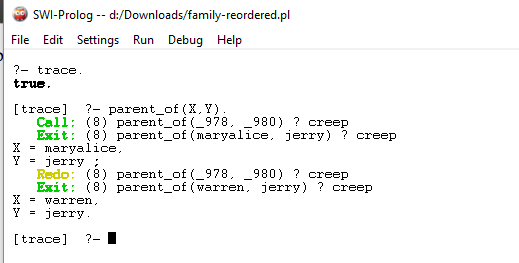 SWI-Prolog -- d:/Downloads/family-reordered.pl
File Edit Settings Run Debug Help
?- trace.
true.
[trace]  ?- parent_of(X,Y).
   Call: (8) parent_of(_978, _980) ? creep
   Exit: (8) parent_of(maryalice, jerry) ? creep
X = maryalice,
Y = jerry ;
   Redo: (8) parent_of(_978, _980) ? creep
   Exit: (8) parent_of(warren, jerry) ? creep
X = warren,
Y = jerry.
[trace]  ?-